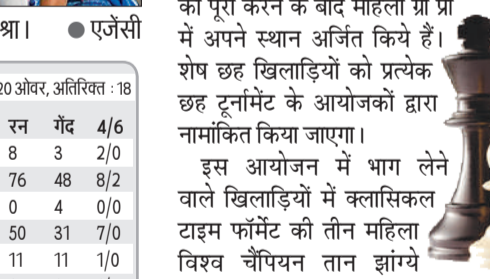 श्रा। ● एजेंसी
20 ओवर, अतिरिक्त : 18
रन गेंद 4/6
8 3 2/0
76 48 8/2
0 4 0/0
50 31 7/0
11 11 1/0
को पूरा करने के बाद महिला ग्रां प्री
में अपने स्थान अर्जित किये हैं।
शेष छह खिलाड़ियों को प्रत्येक
छह टूर्नामेंट के आयोजकों द्वारा
नामांकित किया जाएगा।
इस आयोजन में भाग लेने
वाले खिलाड़ियों में क्लासिकल
टाइम फॉर्मेट की तीन महिला
विश्व चैंपियन तान झांग्ये